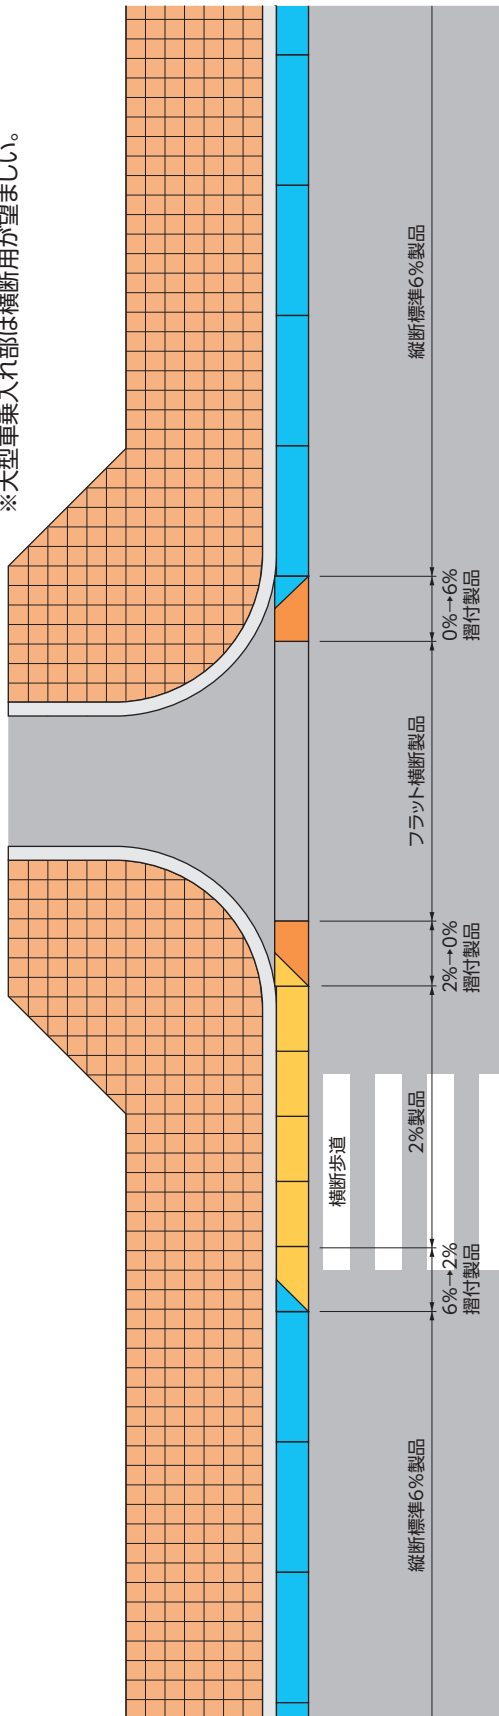 ※大型車乗入れ部は横断用が望ましい。
縦断標準6%製品
0%→6%
摺付製品
フラット横断製品
2%→0%
摺付製品
2%製品
横断歩道
6%→2%
摺付製品
縦断標準6%製品